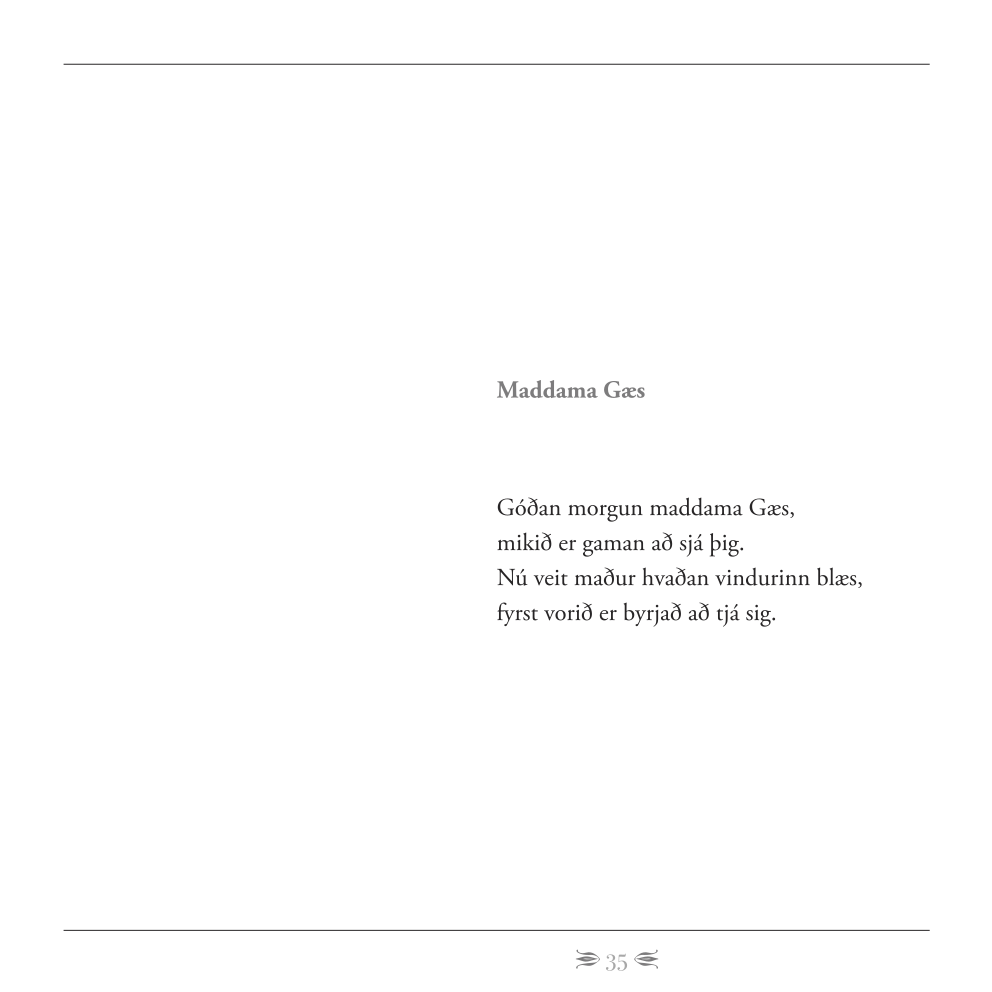 Maddama Gæs
Góðan morgun maddama Gæs,
mikið er gaman að sjá þig.
Nú veit maður hvaðan vindurinn blæs,
fyrst vorið er byrjað að tjá sig.
35